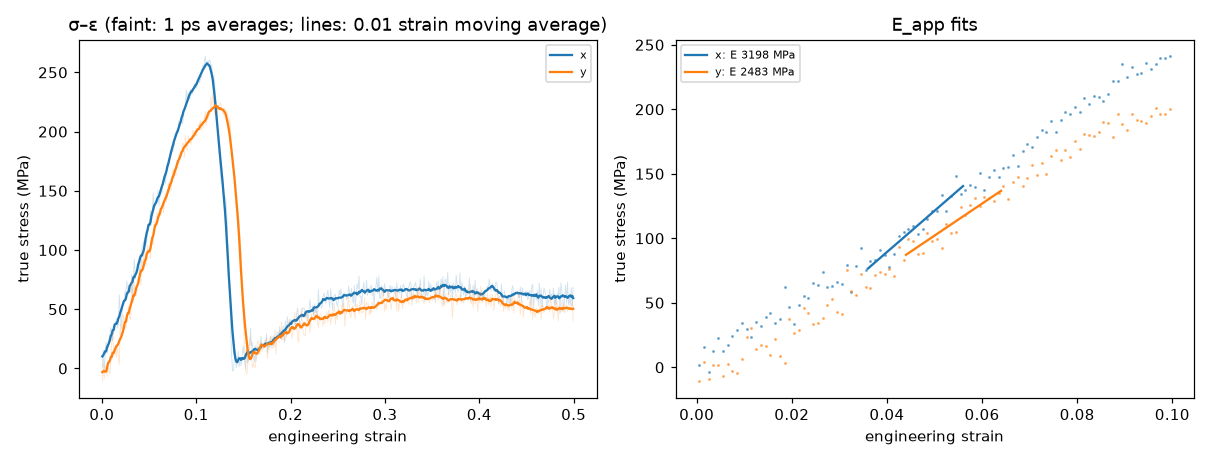 σ–ε (faint: 1 ps averages; lines: 0.01 strain moving average)
x
y
250
200
150
100
50
0
true stress (MPa)
0.0
0.1
0.2
0.3
0.4
0.5
engineering strain
E_app fits
x: E 3198 MPa
y: E 2483 MPa
250
200
150
100
50
0
true stress (MPa)
0.00
0.02
0.04
0.06
0.08
0.10
engineering strain